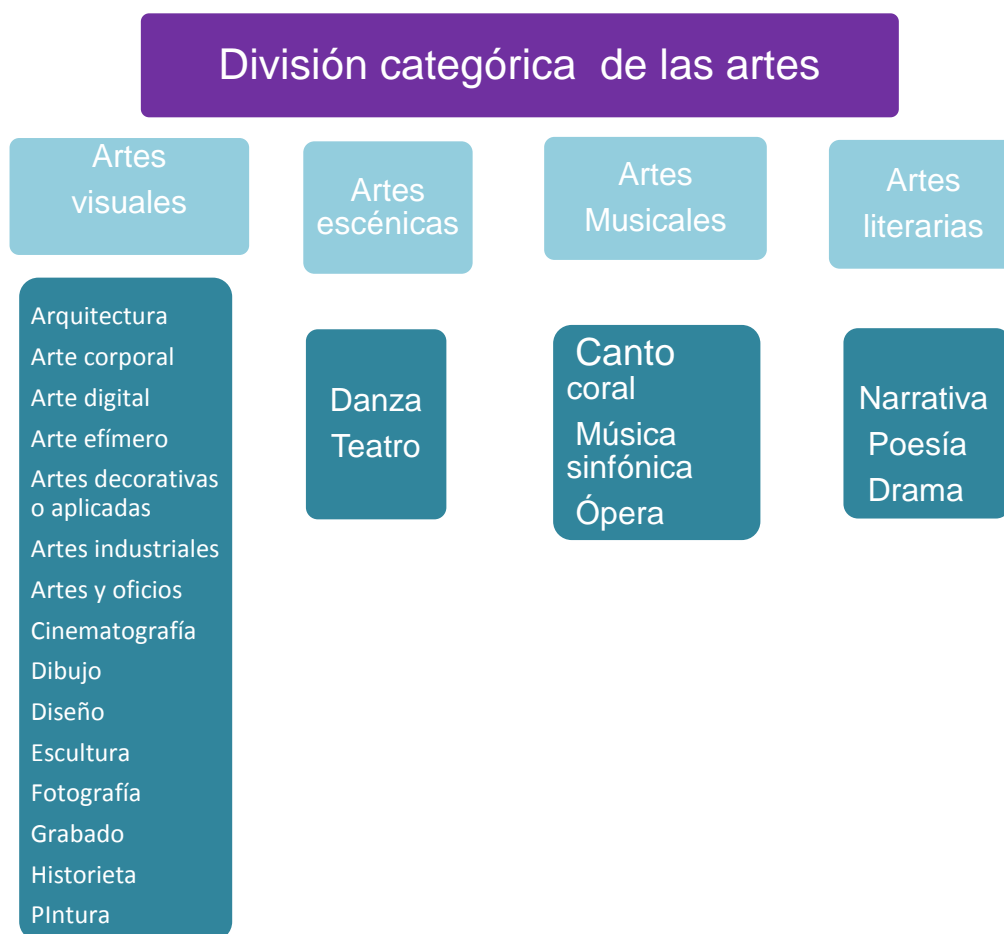 División categórica  de las artes
Artes
visuales
Artes
escénicas
Artes
Musicales
Artes
literarias
Arquitectura
Arte corporal
Arte digital
Arte efímero
Artes decorativas
o aplicadas
Artes industriales
Artes y oficios
Cinematografía
Dibujo
Diseño
Escultura
Fotografía
Grabado
Historieta
PIntura
Danza
Teatro
Canto
coral
Música
sinfónica
Ópera
Narrativa
Poesía
Drama